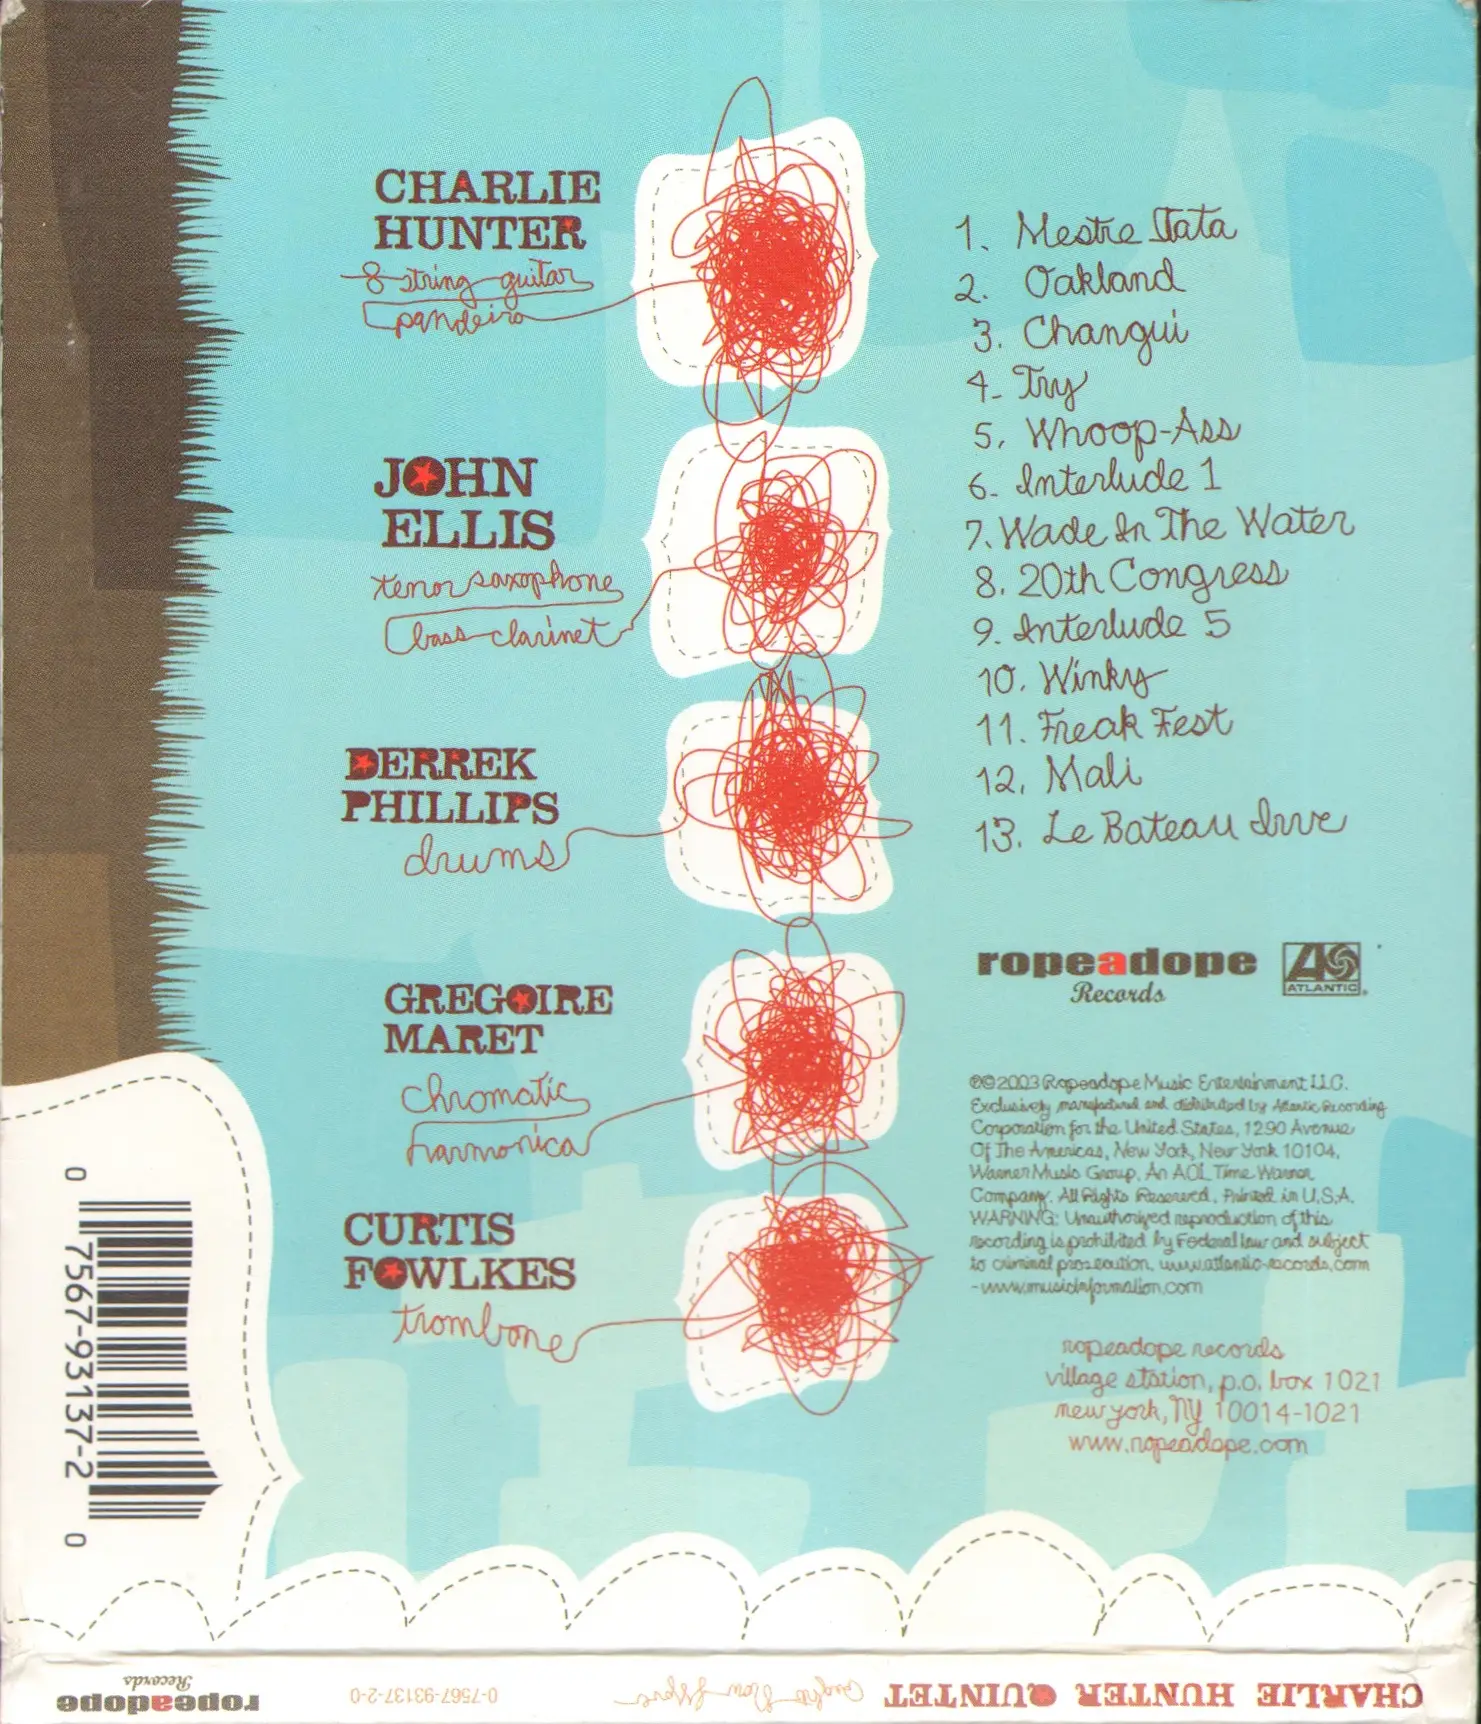 CHARLIE
HUNTER
8 string guitar
pandeiro
JOHN
ELLIS
tenor saxophone
bass clarinet
DERREK
PHILLIPS
drums
GREGOIRE
MARET
chromatic
harmonica
CURTIS
FOWLKES
trombone
1. Mestre Tata
2. Oakland
3. Changui
4. Try
5. Whoop-Ass
6. Interlude 1
7. Wade In The Water
8. 20th Congress
9. Interlude 5
10. Winky
11. Freak Fest
12. Mali
13. Le Bateau Ivre
ropeadope
Records
ATLANTIC
℗©2003 Ropeadope Music Entertainment LLC.
Exclusively manufactured and distributed by Atlantic Recording
Corporation for the United States, 1290 Avenue
Of The Americas, New York, New York 10104.
Warner Music Group, An AOL Time Warner
Company. All Rights Reserved. Printed in U.S.A.
WARNING: Unauthorized reproduction of this
recording is prohibited by Federal law and subject
to criminal prosecution. www.atlantic-records.com
- www.musicinformation.com
ropeadope records
village station, p.o. box 1021
new york, NY 10014-1021
www.ropeadope.com
0 7567-93137-2 0
CHARLIE HUNTER QUINTET
0-7567-93137-2-0
ropeadope
Records